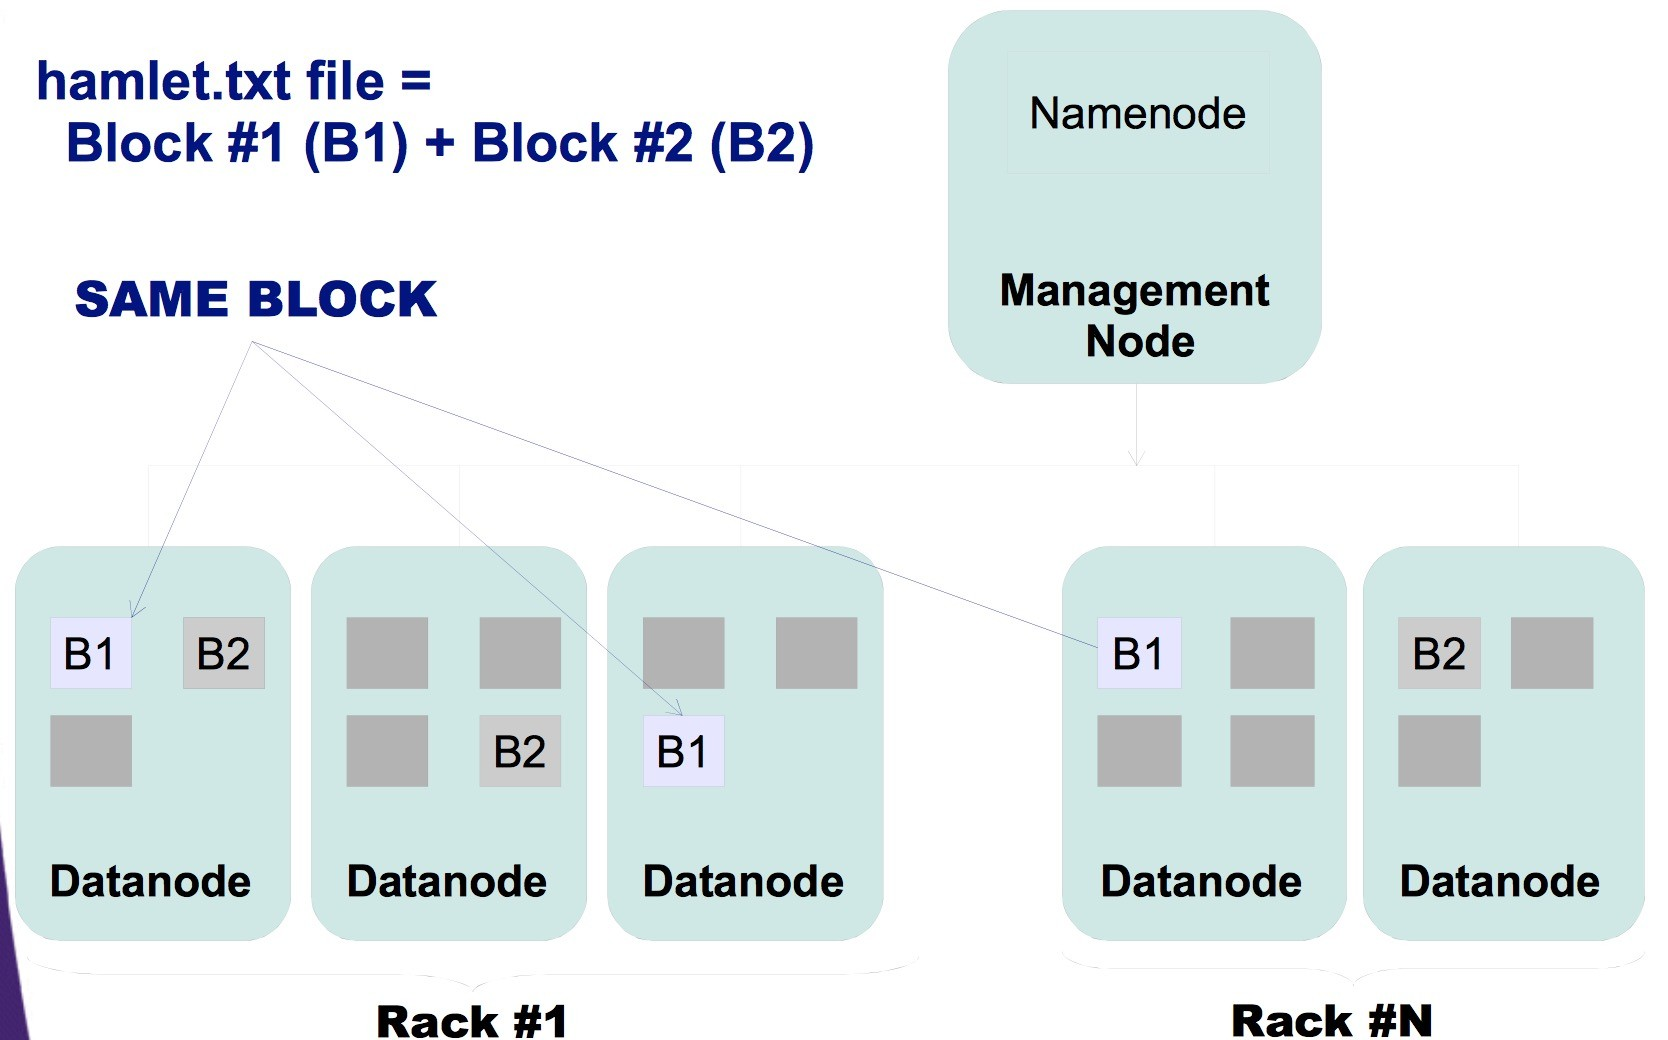 hamlet.txt file =
Block #1 (B1) + Block #2 (B2)
Namenode
Management
Node
SAME BLOCK
B1 B2
B2
Datanode
B1
Datanode
Datanode
B1
Datanode
B2
Datanode
Rack #1
Rack #N